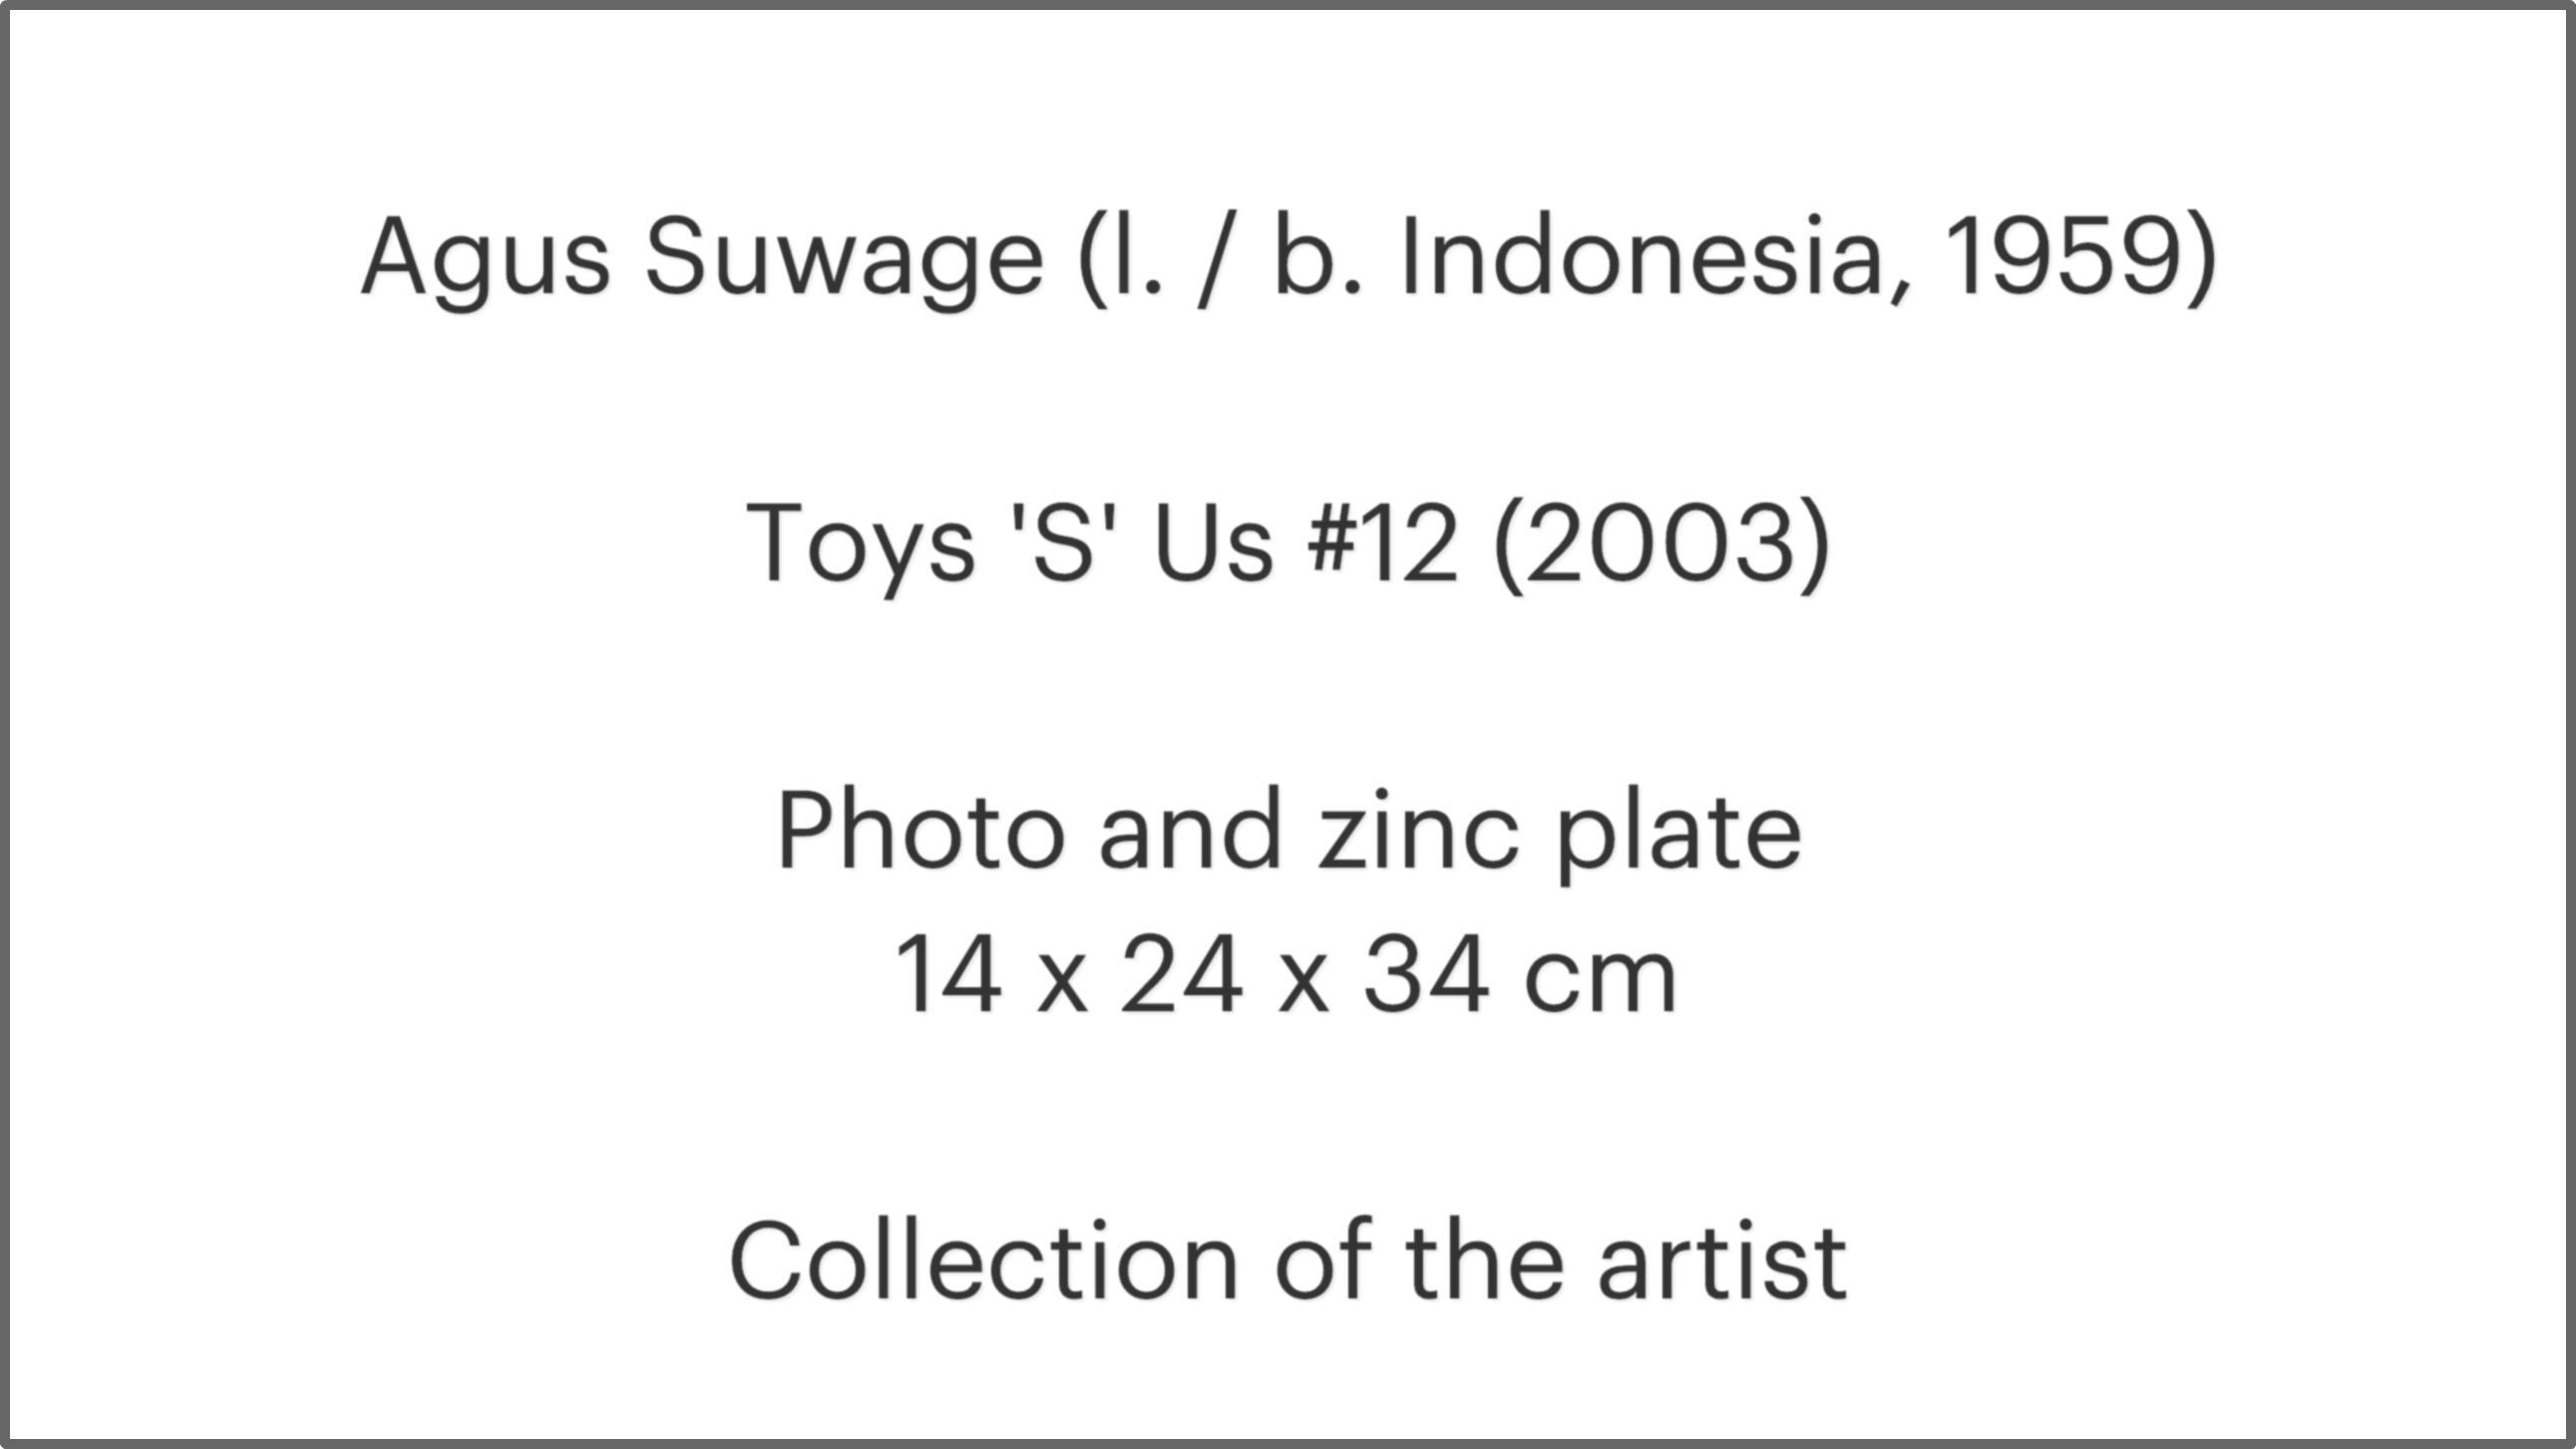 Agus Suwage (l. / b. Indonesia, 1959)
Toys 'S' Us #12 (2003)
Photo and zinc plate
14 x 24 x 34 cm
Collection of the artist